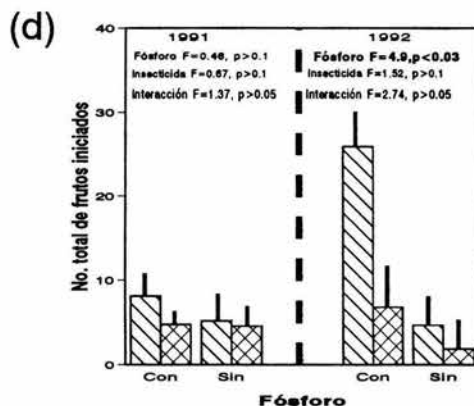 (d)
No. total de frutos iniciados
40
30
20
10
0
1991
Fósforo F=0.46, p>0.1
Insecticida F=0.67, p>0.1
Interacción F=1.37, p>0.05
1992
Fósforo F=4.9,p<0.03
Insecticida F=1.52, p>0.1
Interacción F=2.74, p>0.05
Con Sin Con Sin
Fósforo